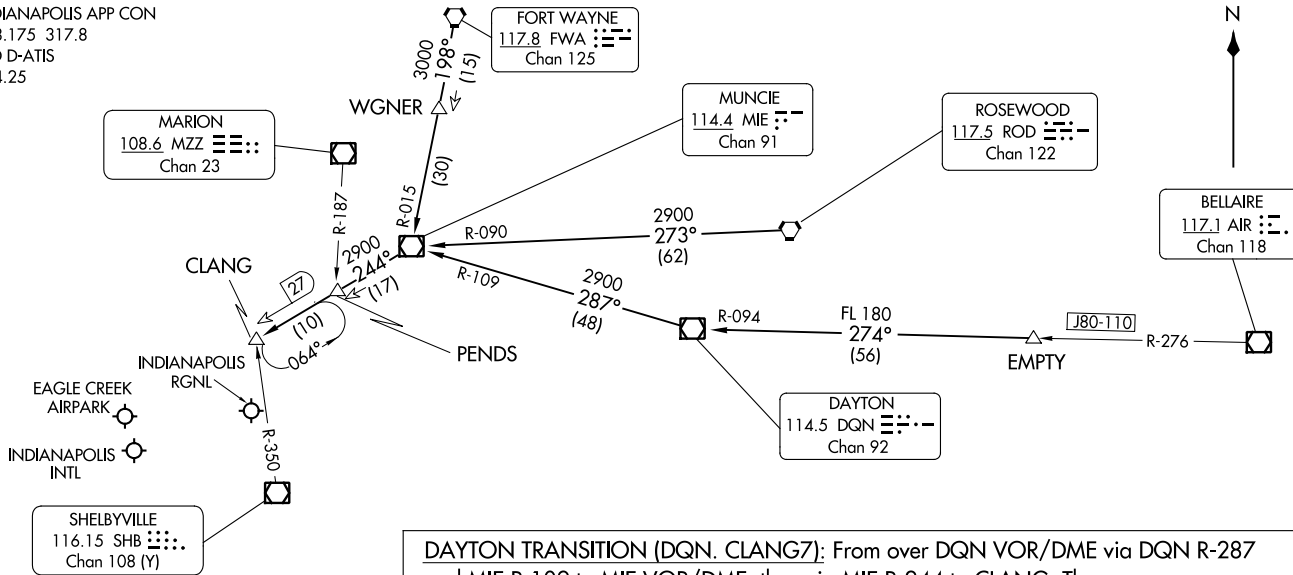 DIANAPOLIS APP CON
.175 317.8
D-ATIS
.25
FORT WAYNE
117.8 FWA
Chan 125
N
3000
198°
(15)
WGNER
MARION
108.6 MZZ
Chan 23
MUNCIE
114.4 MIE
Chan 91
ROSEWOOD
117.5 ROD
Chan 122
(30)
R-187
R-015
BELLAIRE
117.1 AIR
Chan 118
R-090
2900
273°
(62)
2900
244°
(17)
CLANG
27
(10)
064°
R-109
2900
287°
(48)
R-094
FL 180
274°
(56)
J80-110
R-276
PENDS
EMPTY
INDIANAPOLIS
RGNL
EAGLE CREEK
AIRPARK
INDIANAPOLIS
INTL
R-350
DAYTON
114.5 DQN
Chan 92
SHELBYVILLE
116.15 SHB
Chan 108 (Y)
DAYTON TRANSITION (DQN. CLANG7): From over DQN VOR/DME via DQN R-287